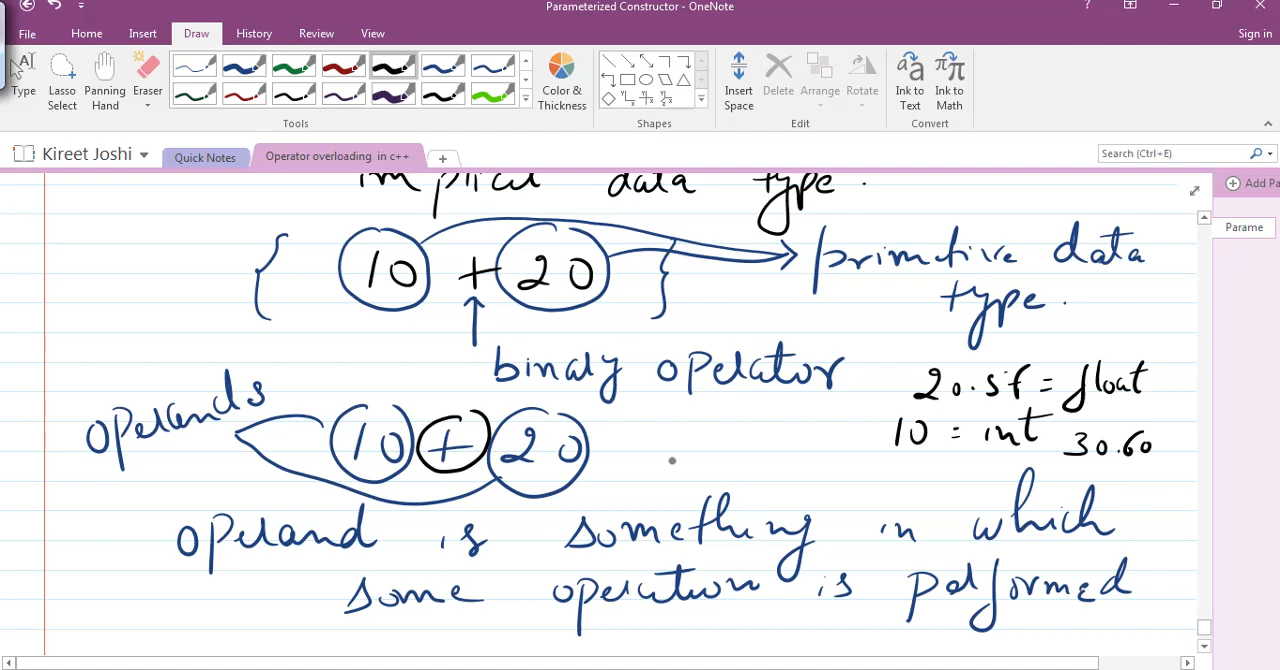 Parameterized Constructor - OneNote
File Home Insert Draw History Review View
Sign in
Type Lasso Select Panning Hand Eraser
Color & Thickness
Insert Space Delete Arrange Rotate
Ink to Text Ink to Math
Tools Shapes Edit Convert
Kireet Joshi Quick Notes Operator overloading in c++ +
Search (Ctrl+E)
Add Pa
Parame
implicit data type.
{ 10 + 20 } primitive data
type.
binary operator
20.5f = float
operands
10 = int 30.60
10 + 20
operand is something in which
some operation is performed